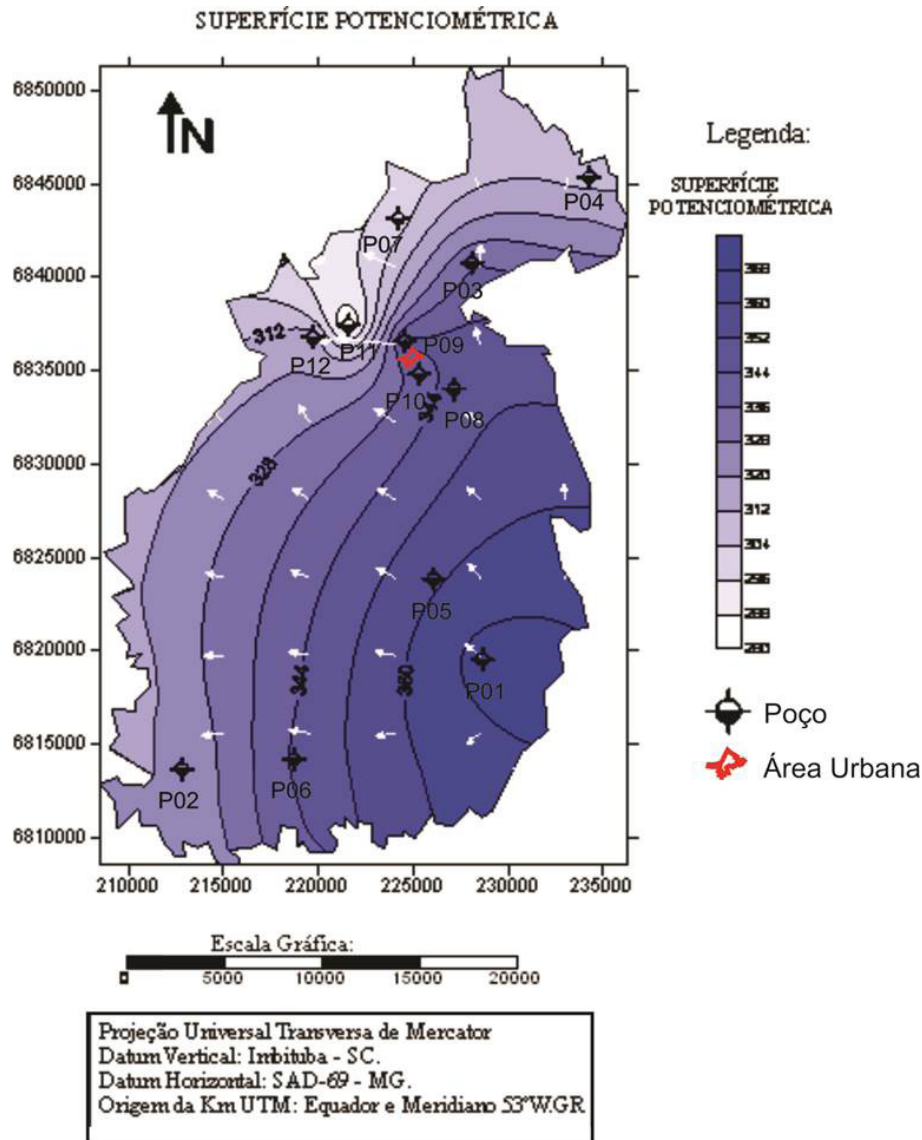 SUPERFÍCIE POTENCIOMÉTRICA
6850000
6845000
6840000
6835000
6830000
6825000
6820000
6815000
6810000
N
P04
P07
P03
312
P12
P11
P09
P10
P08
328
P05
344
360
P01
P02
P06
210000
215000
220000
225000
230000
235000
Legenda:
SUPERFÍCIE
POTENCIOMÉTRICA
368
360
352
344
336
328
320
312
304
296
288
280
Poço
Área Urbana
Escala Gráfica:
0
5000
10000
15000
20000
Projeção Universal Transversa de Mercator
Datum Vertical: Imbituba - SC.
Datum Horizontal: SAD-69 - MG.
Origem da Km UTM: Equador e Meridiano 53°W.GR